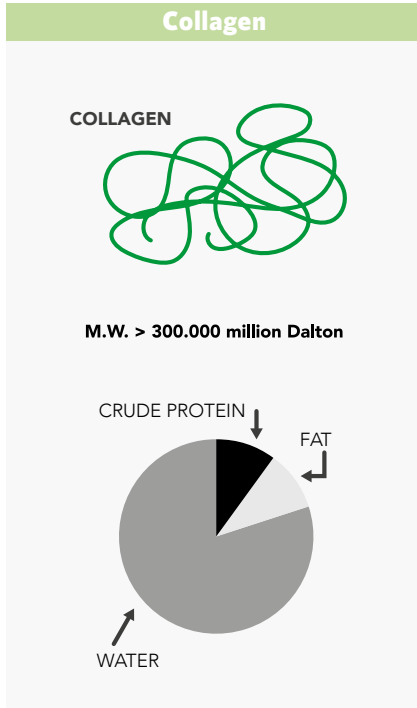 Collagen
COLLAGEN
M.W. > 300.000 million Dalton
CRUDE PROTEIN
FAT
WATER